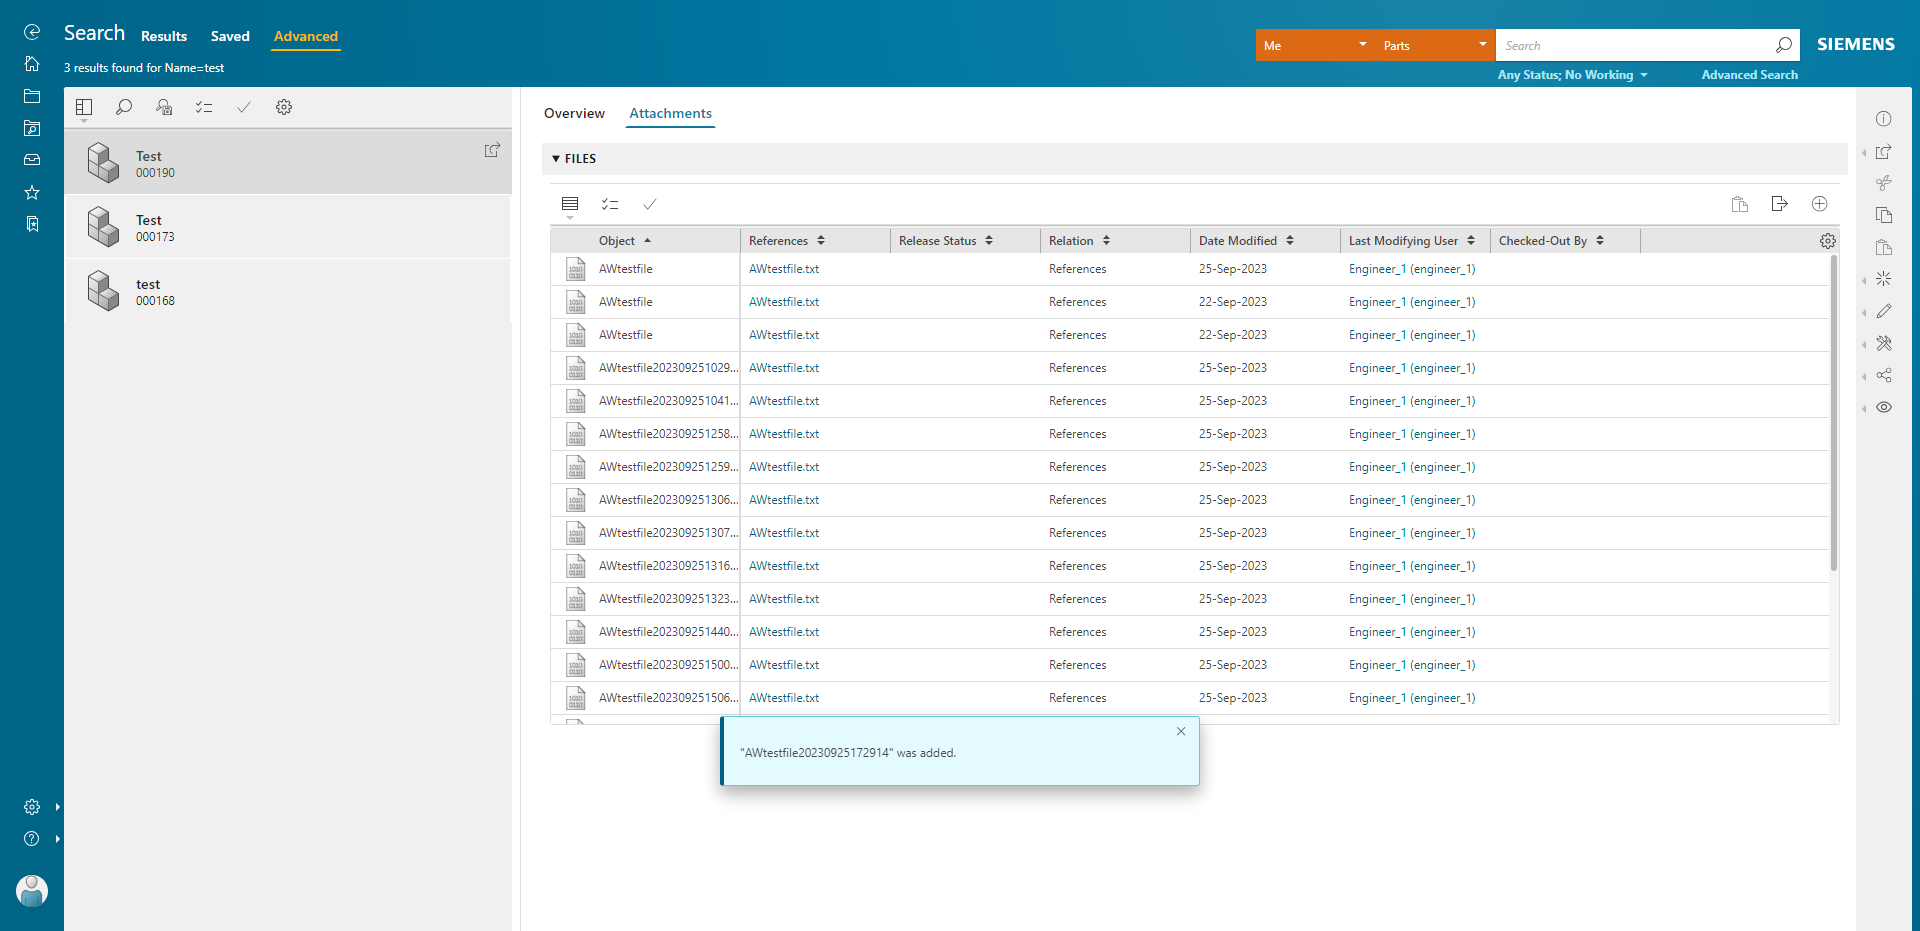 Search Results Saved Advanced
3 results found for Name=test
Me Parts Search SIEMENS
Any Status; No Working Advanced Search
Test
000190
Test
000173
test
000168
Overview Attachments
FILES
Object References Release Status Relation Date Modified Last Modifying User Checked-Out By
AWtestfile AWtestfile.txt References 25-Sep-2023 Engineer_1 (engineer_1)
AWtestfile AWtestfile.txt References 22-Sep-2023 Engineer_1 (engineer_1)
AWtestfile AWtestfile.txt References 22-Sep-2023 Engineer_1 (engineer_1)
AWtestfile202309251029... AWtestfile.txt References 25-Sep-2023 Engineer_1 (engineer_1)
AWtestfile202309251041... AWtestfile.txt References 25-Sep-2023 Engineer_1 (engineer_1)
AWtestfile202309251258... AWtestfile.txt References 25-Sep-2023 Engineer_1 (engineer_1)
AWtestfile202309251259... AWtestfile.txt References 25-Sep-2023 Engineer_1 (engineer_1)
AWtestfile202309251306... AWtestfile.txt References 25-Sep-2023 Engineer_1 (engineer_1)
AWtestfile202309251307... AWtestfile.txt References 25-Sep-2023 Engineer_1 (engineer_1)
AWtestfile202309251316... AWtestfile.txt References 25-Sep-2023 Engineer_1 (engineer_1)
AWtestfile202309251323... AWtestfile.txt References 25-Sep-2023 Engineer_1 (engineer_1)
AWtestfile202309251440... AWtestfile.txt References 25-Sep-2023 Engineer_1 (engineer_1)
AWtestfile202309251500... AWtestfile.txt References 25-Sep-2023 Engineer_1 (engineer_1)
AWtestfile202309251506... AWtestfile.txt References 25-Sep-2023 Engineer_1 (engineer_1)
"AWtestfile20230925172914" was added.